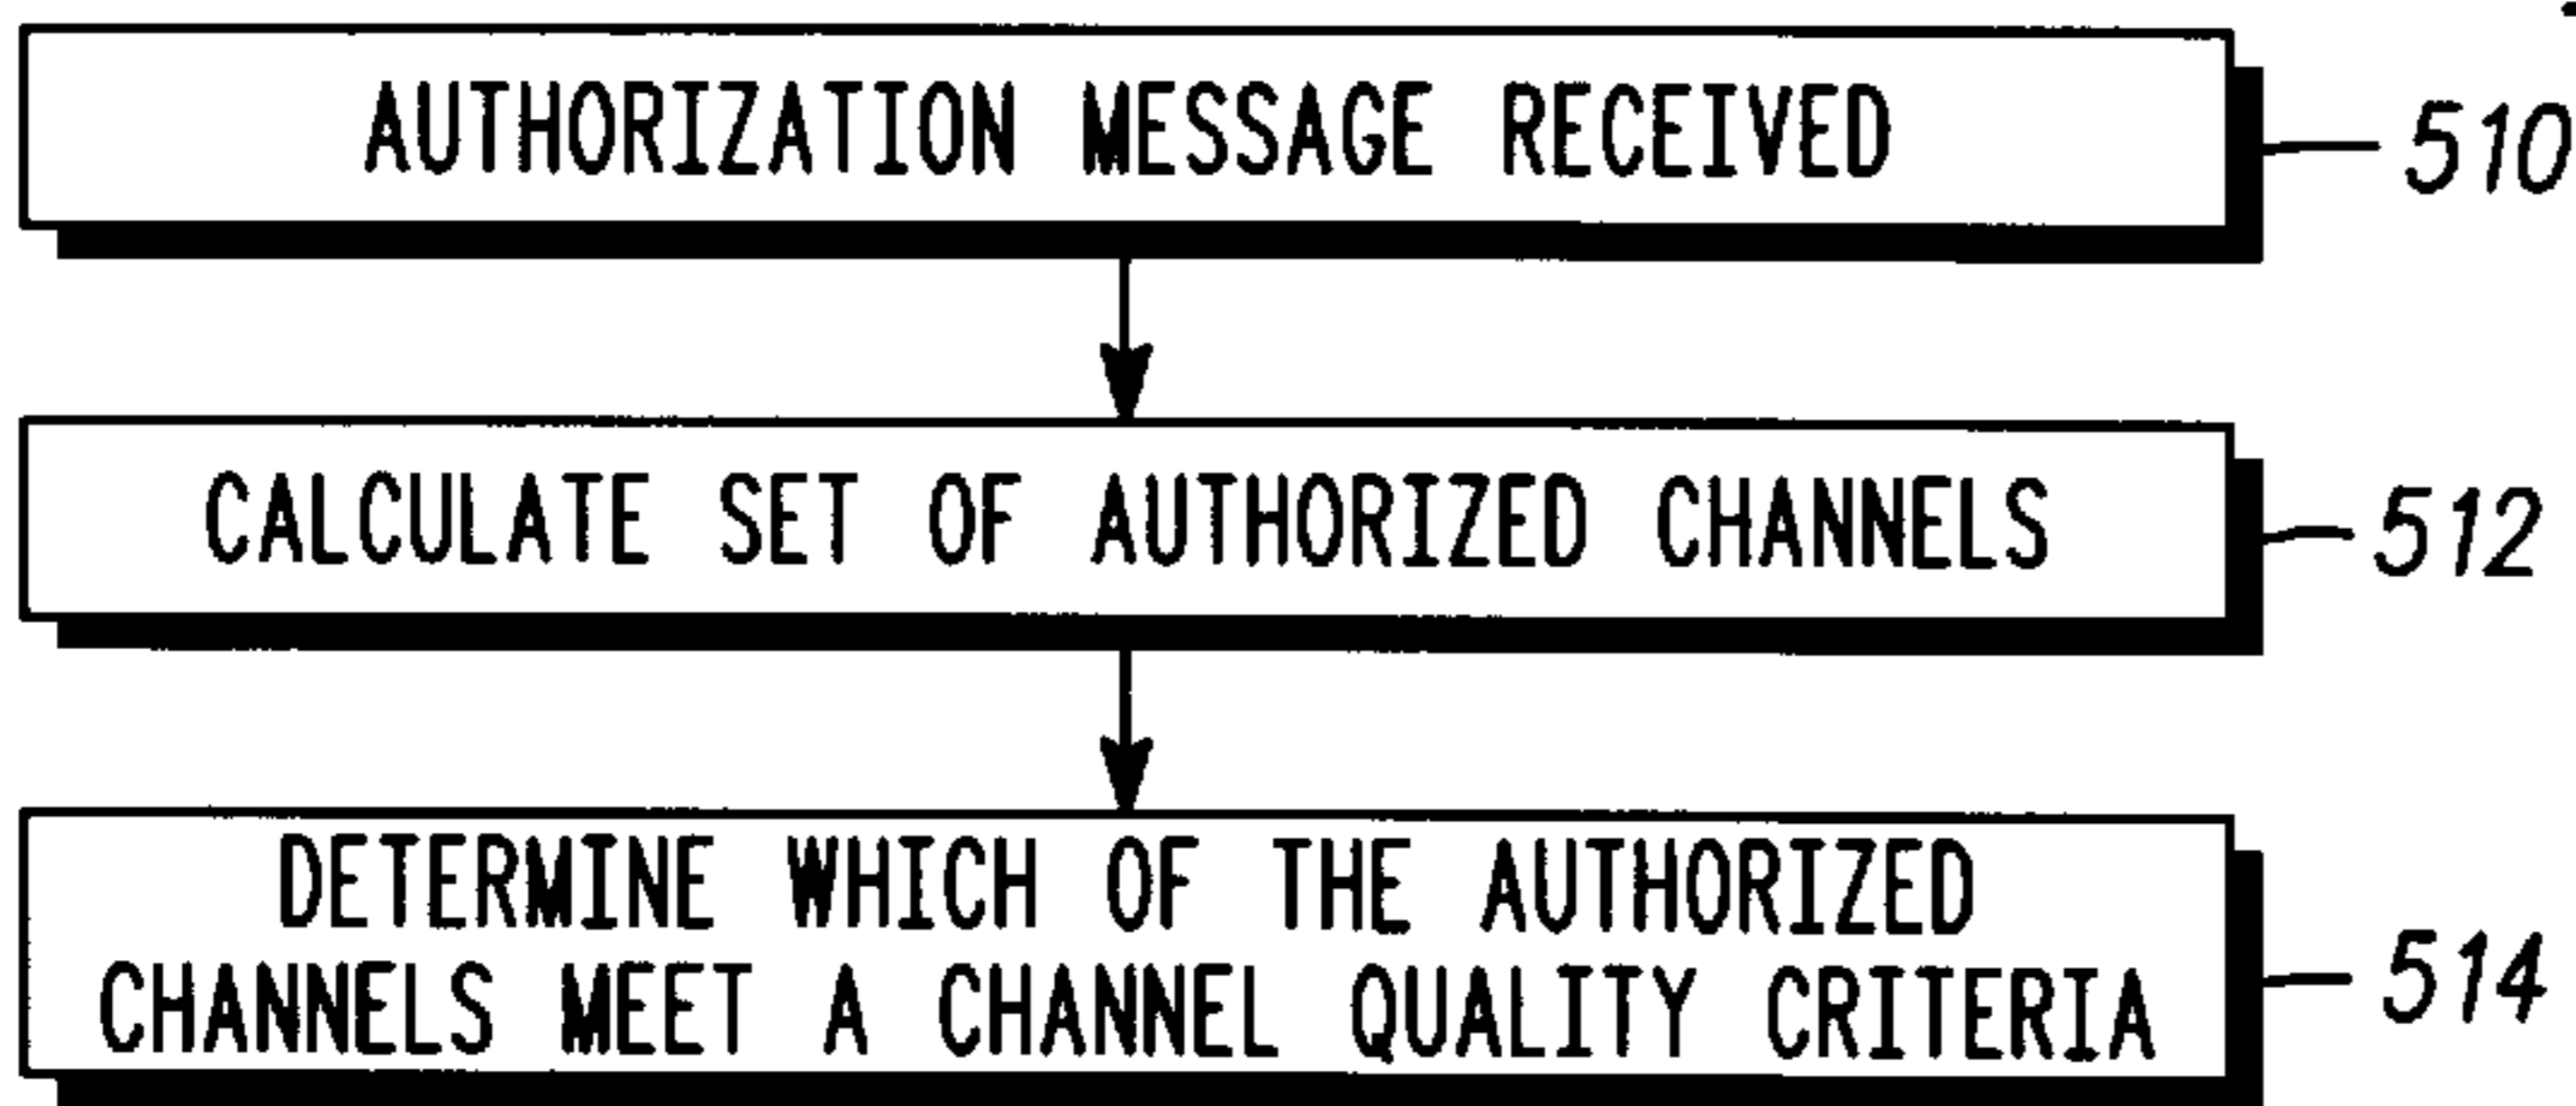 AUTHORIZATION MESSAGE RECEIVED
510
CALCULATE SET OF AUTHORIZED CHANNELS
512
DETERMINE WHICH OF THE AUTHORIZED
CHANNELS MEET A CHANNEL QUALITY CRITERIA
514